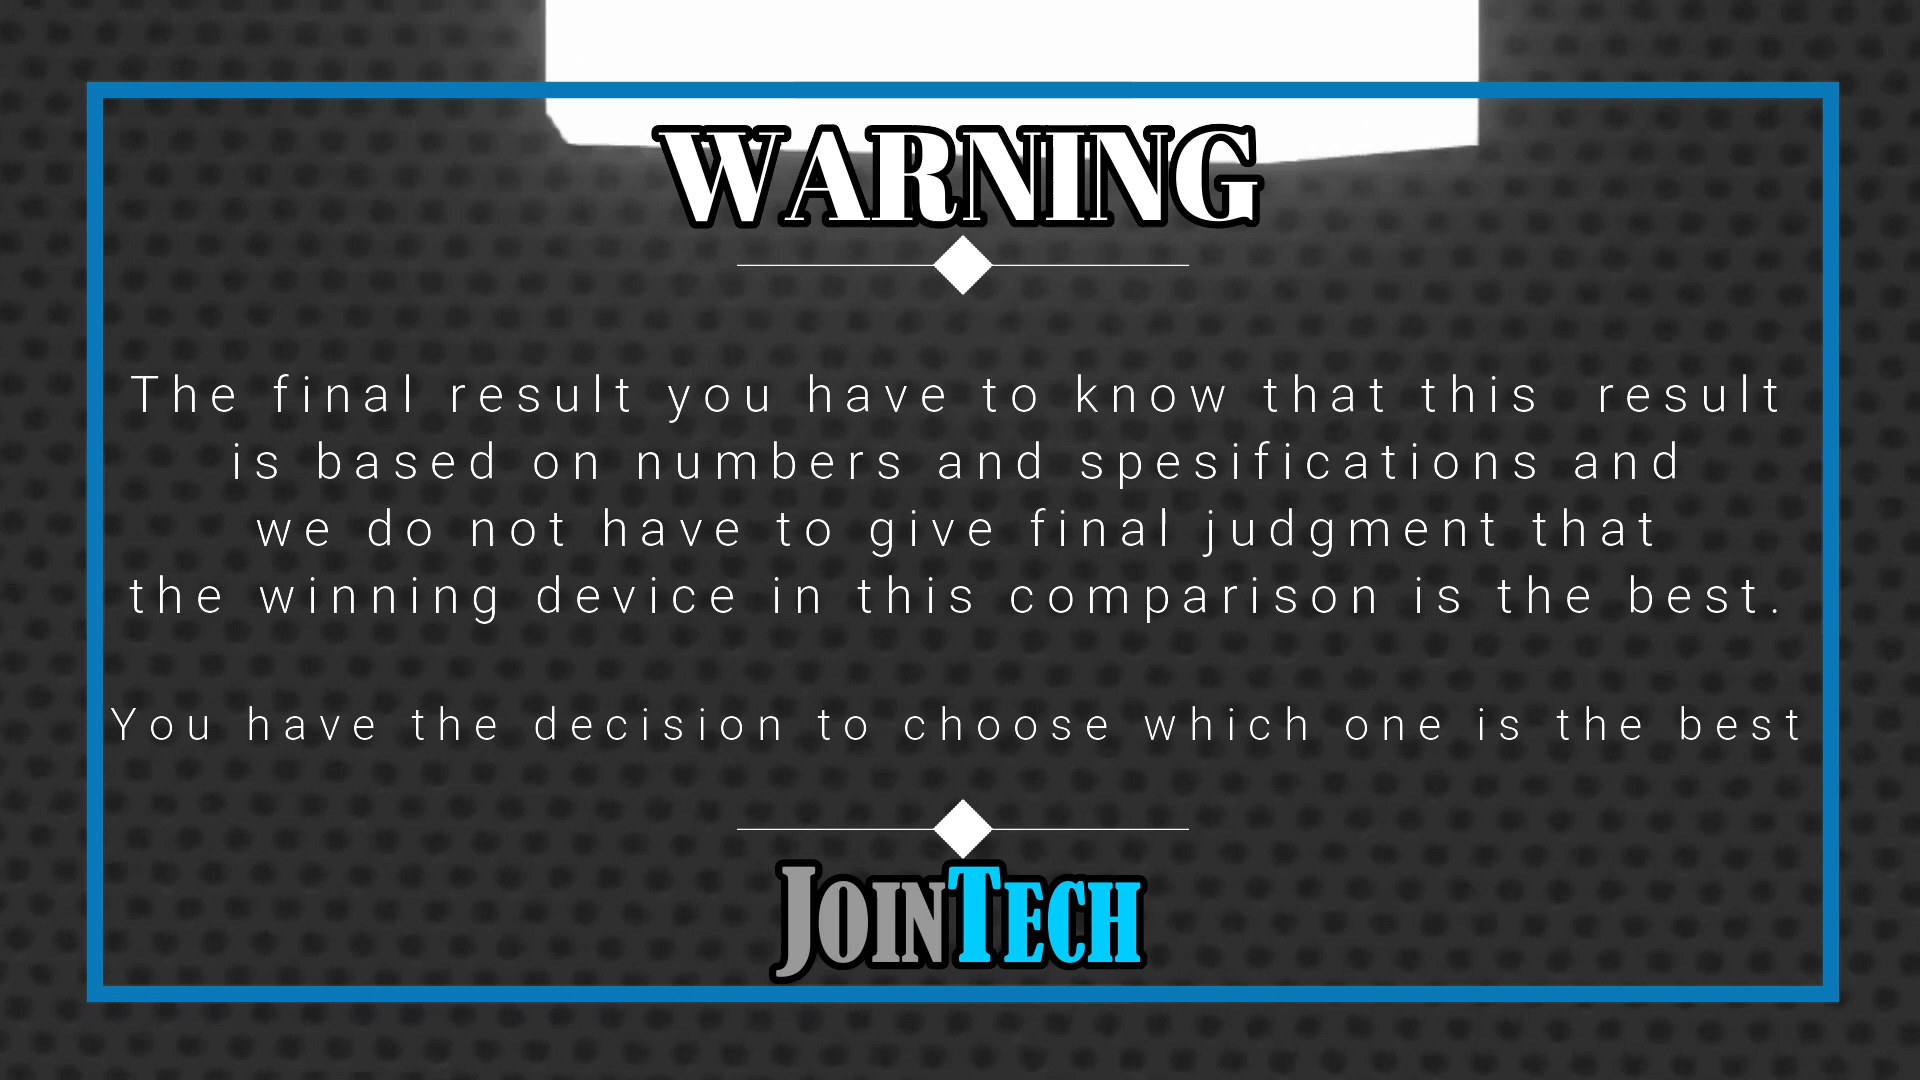 WARNING
The final result you have to know that this result
is based on numbers and spesifications and
we do not have to give final judgment that
the winning device in this comparison is the best.
You have the decision to choose which one is the best
JOINTECH